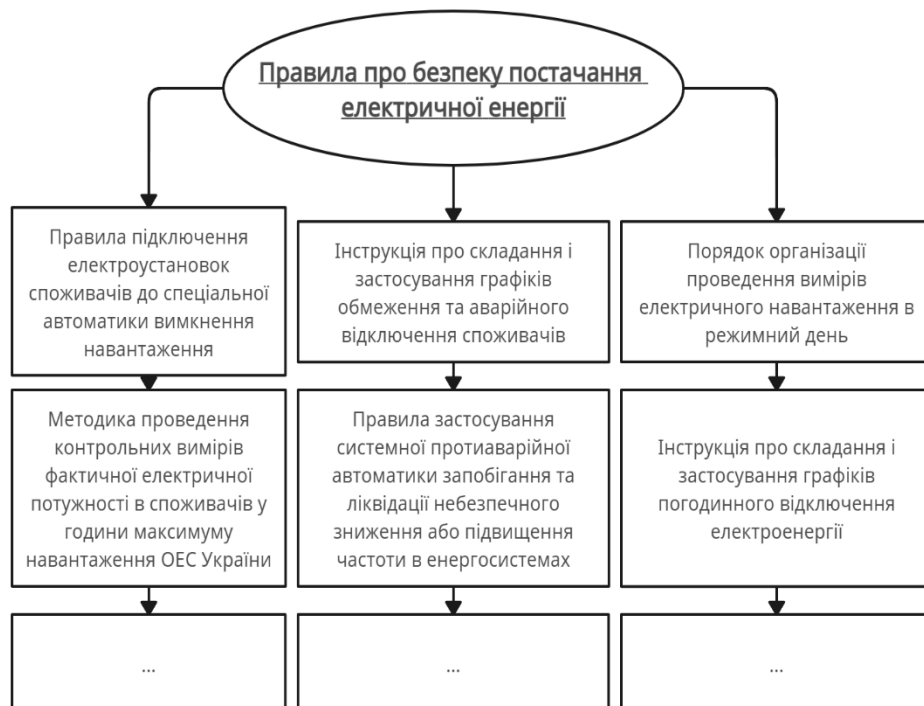 Правила про безпеку постачання
електричної енергії
Правила підключення
електроустановок
споживачів до спеціальної
автоматики вимкнення
навантаження
Інструкція про складання і
застосування графіків
обмеження та аварійного
відключення споживачів
Порядок організації
проведення вимірів
електричного навантаження в
режимний день
Методика проведення
контрольних вимірів
фактичної електричної
потужності в споживачів у
години максимуму
навантаження ОЕС України
Правила застосування
системної протиаварійної
автоматики запобігання та
ліквідації небезпечного
зниження або підвищення
частоти в енергосистемах
Інструкція про складання і
застосування графіків
погодинного відключення
електроенергії
...
...
...